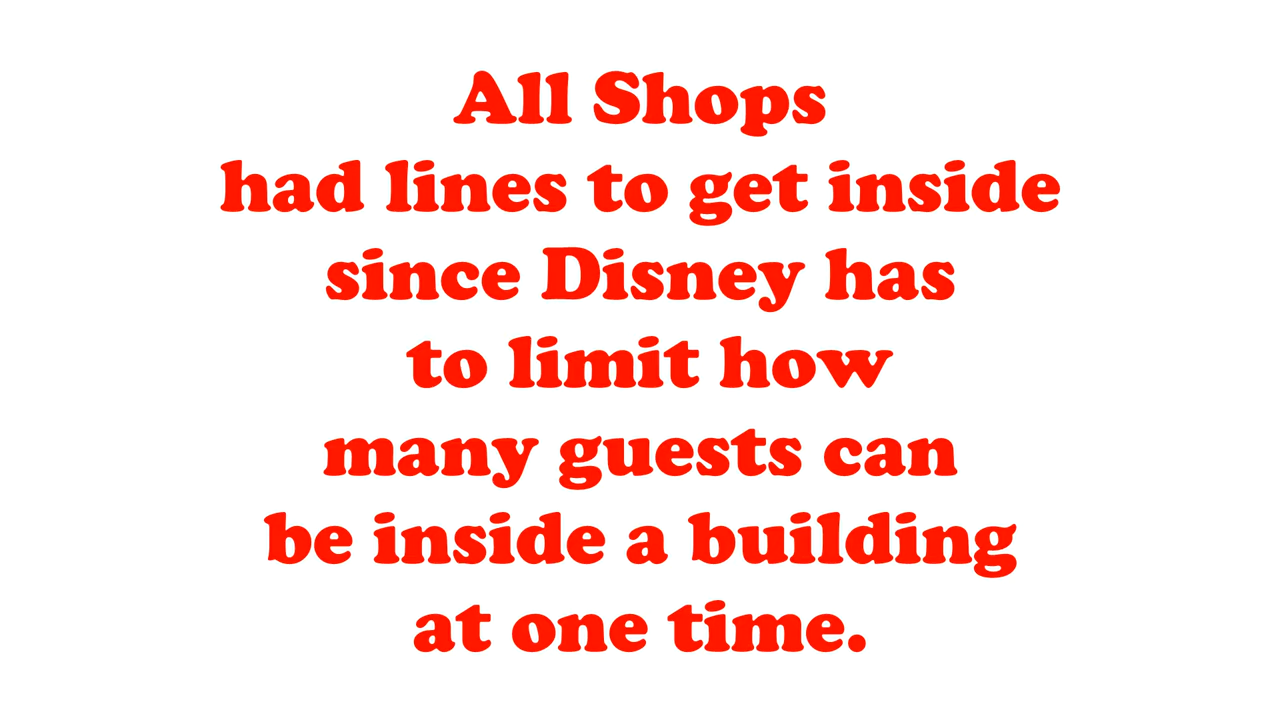 All Shops
had lines to get inside
since Disney has
to limit how
many guests can
be inside a building
at one time.